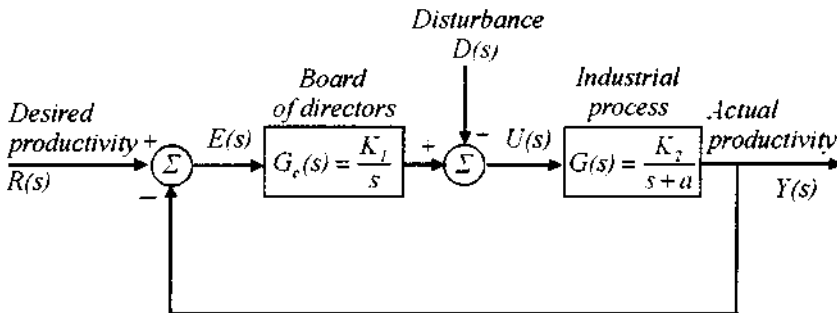 Disturbance
D(s)
Board
of directors
Industrial
process
Desired
productivity
R(s)
+
−
Σ
E(s)
G_c(s) = K_1/s
+
−
Σ
U(s)
G(s) = K_2/(s + a)
Actual
productivity
Y(s)